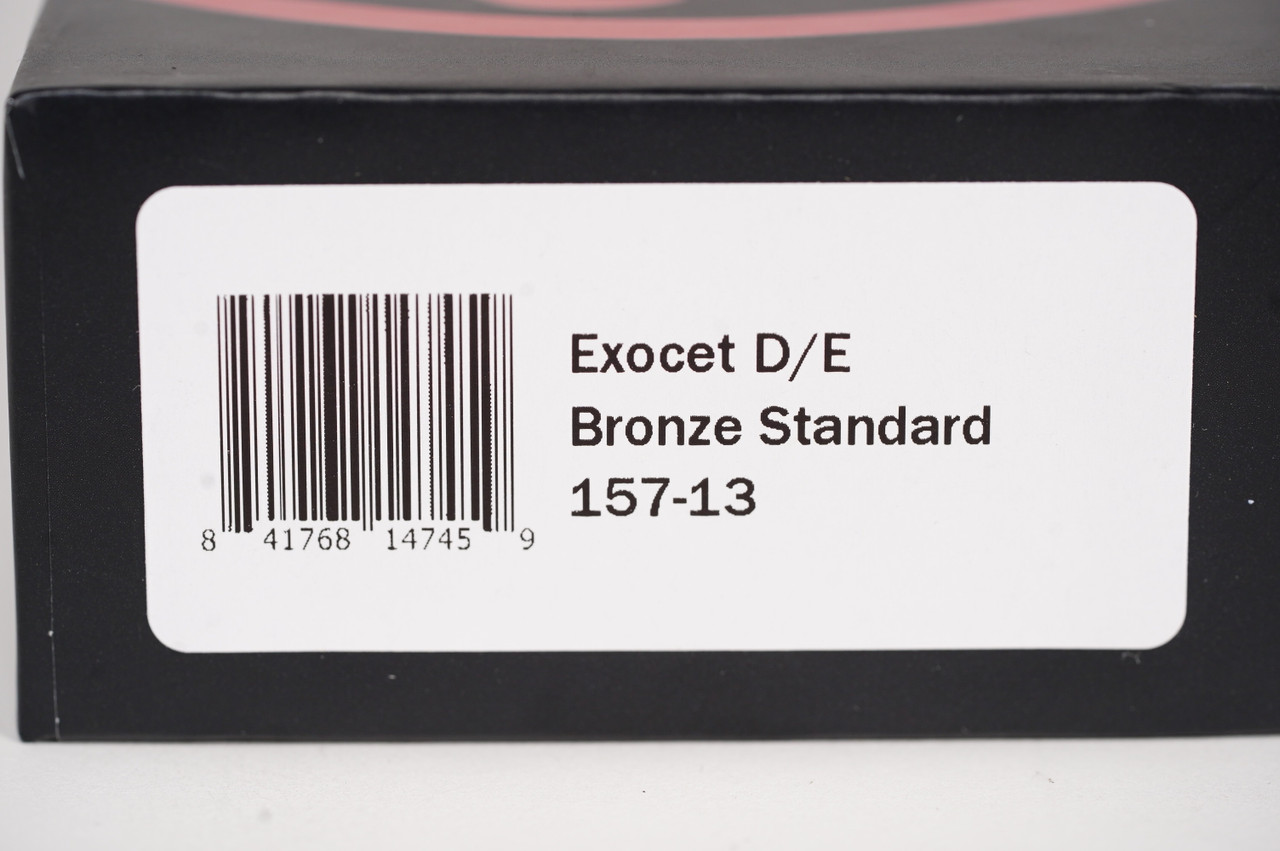 Exocet D/E
Bronze Standard
157-13
8 41768 14745 9